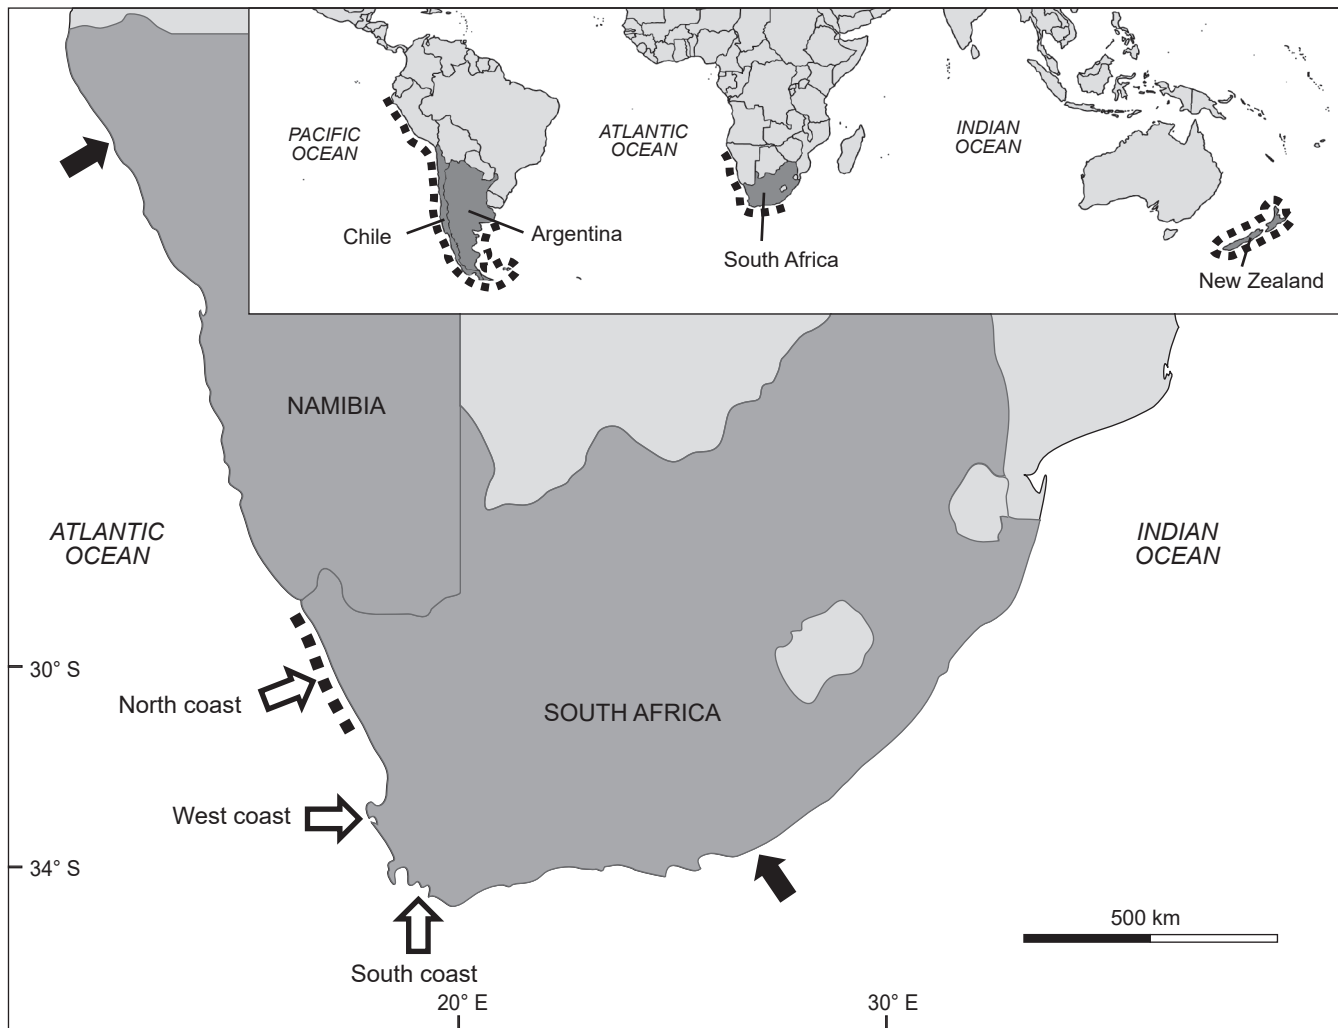 PACIFIC
OCEAN
ATLANTIC
OCEAN
INDIAN
OCEAN
Chile
Argentina
South Africa
New Zealand
NAMIBIA
ATLANTIC
OCEAN
INDIAN
OCEAN
30° S
North coast
SOUTH AFRICA
West coast
34° S
500 km
South coast
20° E
30° E